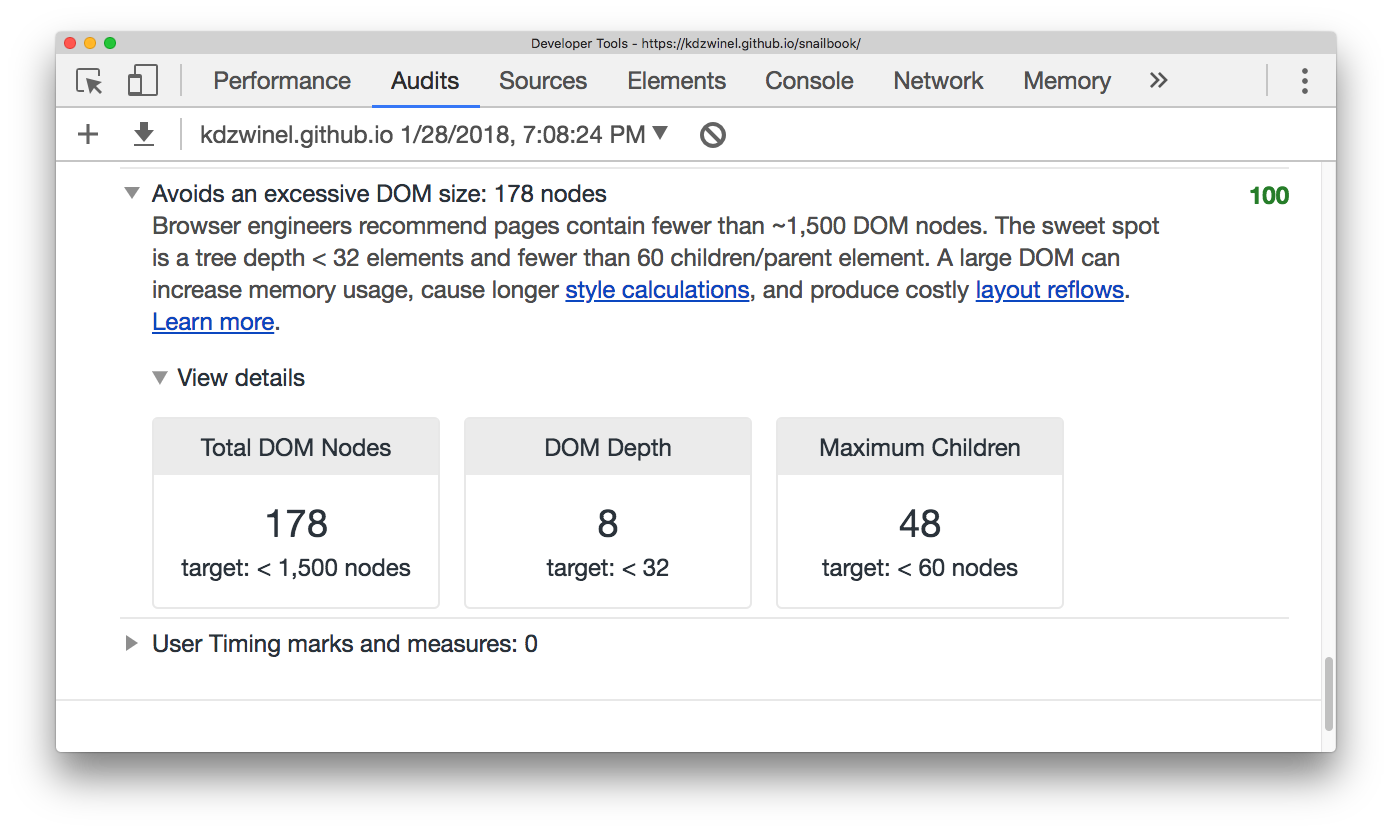 Developer Tools - https://kdzwinel.github.io/snailbook/
Performance Audits Sources Elements Console Network Memory »
kdzwinel.github.io 1/28/2018, 7:08:24 PM ▼
Avoids an excessive DOM size: 178 nodes 100
Browser engineers recommend pages contain fewer than ~1,500 DOM nodes. The sweet spot
is a tree depth < 32 elements and fewer than 60 children/parent element. A large DOM can
increase memory usage, cause longer style calculations, and produce costly layout reflows.
Learn more.
View details
Total DOM Nodes
178
target: < 1,500 nodes
DOM Depth
8
target: < 32
Maximum Children
48
target: < 60 nodes
User Timing marks and measures: 0